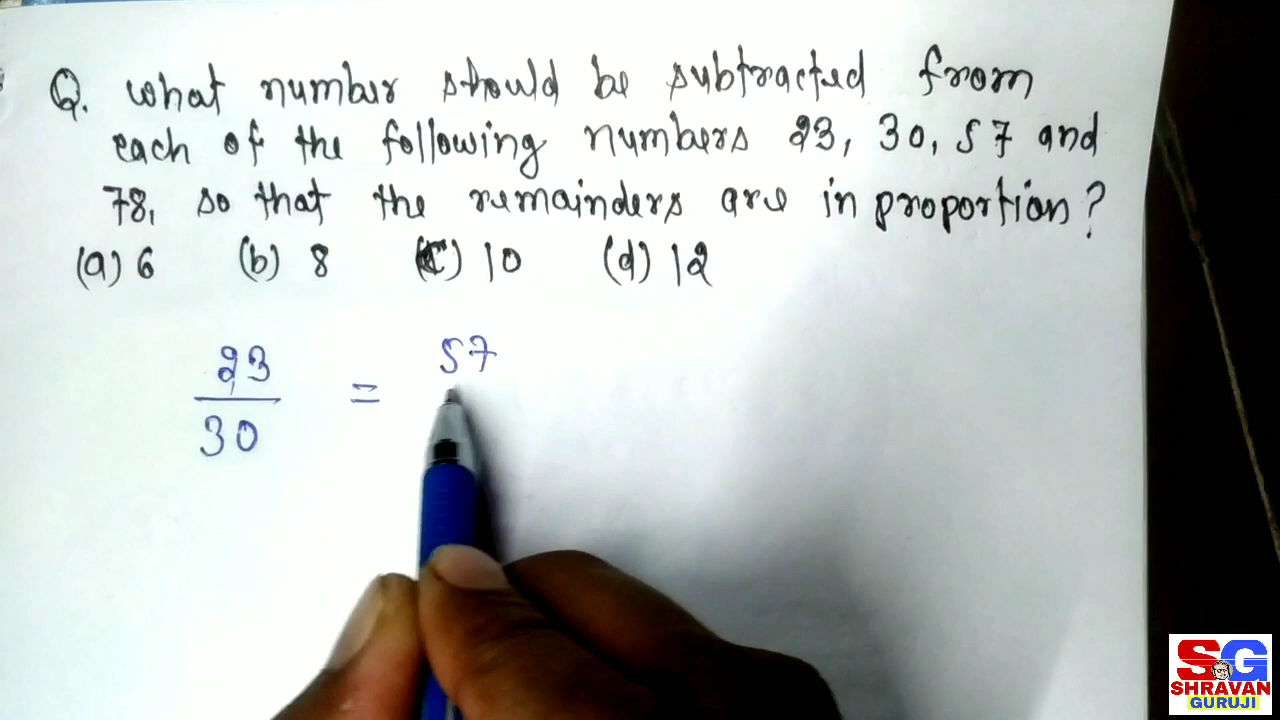 Q. What number should be subtracted from
each of the following numbers 23, 30, 57 and
78, so that the remainders are in proportion?
(a) 6 (b) 8 (c) 10 (d) 12
23 = 57
30
SG
SHRAVAN
GURUJI